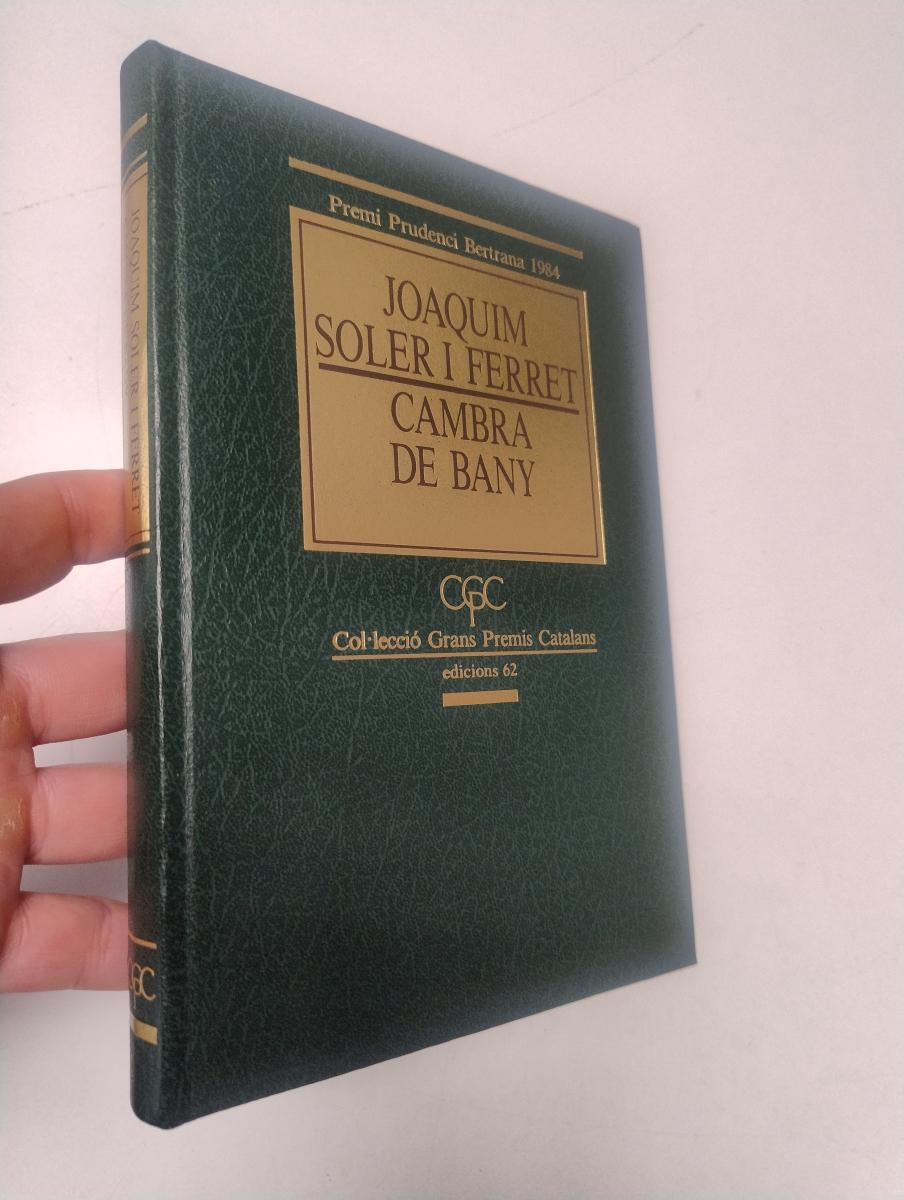 Premi Prudenci Bertrana 1984
JOAQUIM
SOLER I FERRET
CAMBRA
DE BANY
CGPC
Col·lecció Grans Premis Catalans
edicions 62
JOAQUIM SOLER I FERRET
CGPC